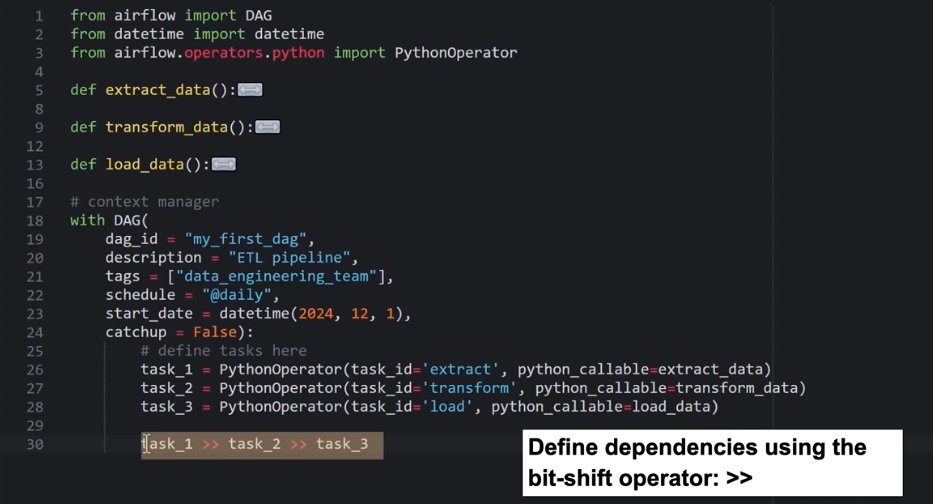 1 from airflow import DAG
2 from datetime import datetime
3 from airflow.operators.python import PythonOperator
4
5 def extract_data():
8
9 def transform_data():
12
13 def load_data():
16
17 # context manager
18 with DAG(
19     dag_id = "my_first_dag",
20     description = "ETL pipeline",
21     tags = ["data_engineering_team"],
22     schedule = "@daily",
23     start_date = datetime(2024, 12, 1),
24     catchup = False):
25         # define tasks here
26         task_1 = PythonOperator(task_id='extract', python_callable=extract_data)
27         task_2 = PythonOperator(task_id='transform', python_callable=transform_data)
28         task_3 = PythonOperator(task_id='load', python_callable=load_data)
29
30         task_1 >> task_2 >> task_3
Define dependencies using the
bit-shift operator: >>